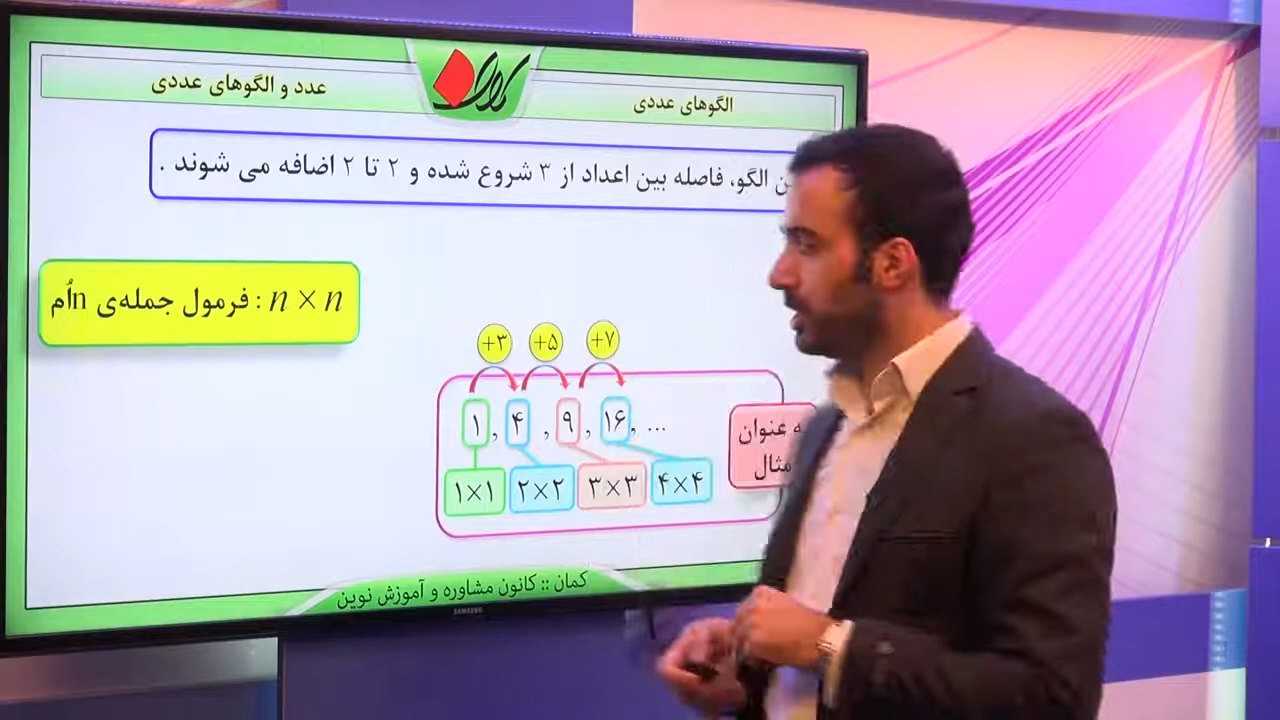 الگوهای عددی
عدد و الگوهای عددی
الگو، فاصله بین اعداد از ۳ شروع شده و ۲ تا ۲ اضافه می شوند .
n × n : فرمول جمله‌ی nاُم
+۳ +۵ +۷
۱ , ۴ , ۹ , ۱۶ , ...
عنوان
مثال
۱×۱ ۲×۲ ۳×۳ ۴×۴
کمان :: کانون مشاوره و آموزش نوین
SAMSUNG